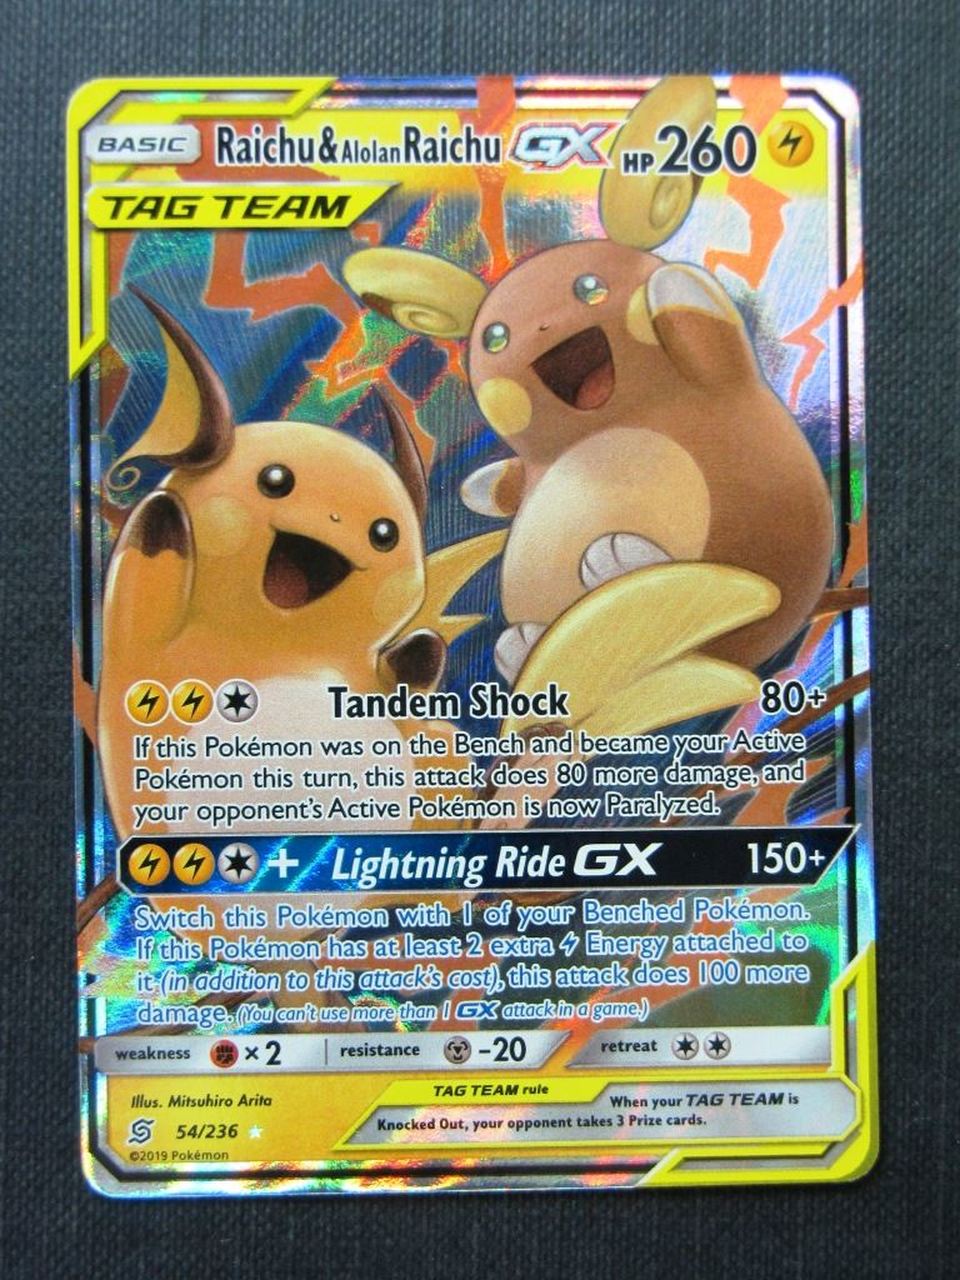 BASIC Raichu & Alolan Raichu GX HP 260
TAG TEAM
Tandem Shock 80+
If this Pokémon was on the Bench and became your Active
Pokémon this turn, this attack does 80 more damage, and
your opponent's Active Pokémon is now Paralyzed.
+ Lightning Ride GX 150+
Switch this Pokémon with 1 of your Benched Pokémon.
If this Pokémon has at least 2 extra Energy attached to
it (in addition to this attack's cost), this attack does 100 more
damage. (You can't use more than 1 GX attack in a game.)
weakness ×2 resistance -20 retreat
TAG TEAM rule
Illus. Mitsuhiro Arita
When your TAG TEAM is
Knocked Out, your opponent takes 3 Prize cards.
54/236
©2019 Pokémon